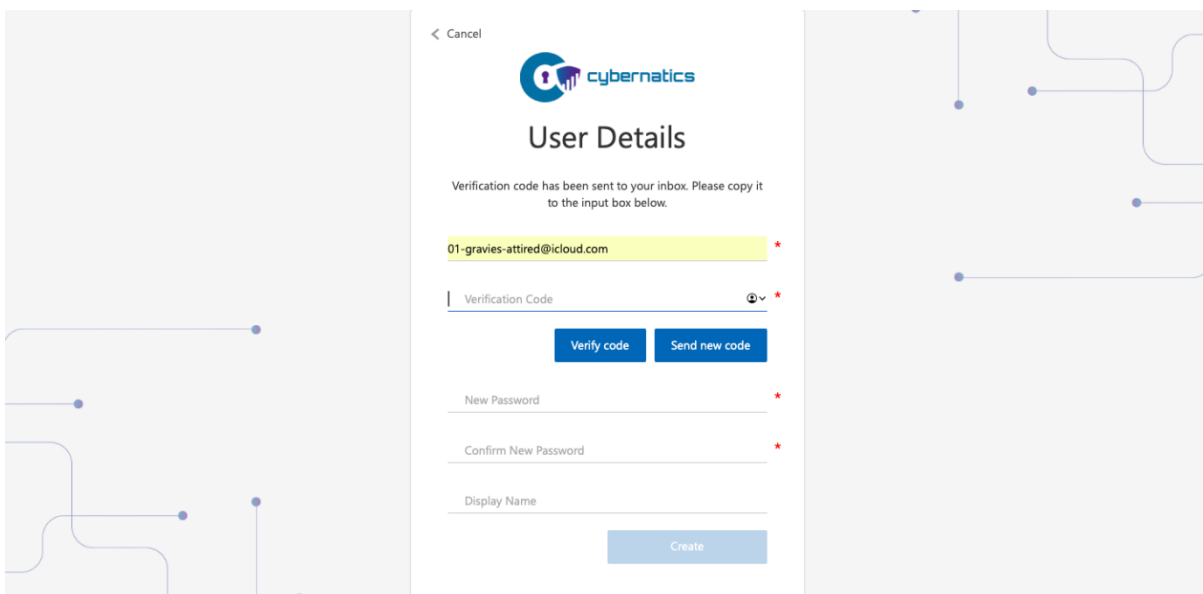 Cancel
cybernatics
User Details
Verification code has been sent to your inbox. Please copy it
to the input box below.
01-gravies-attired@icloud.com *
Verification Code *
Verify code Send new code
New Password *
Confirm New Password *
Display Name
Create